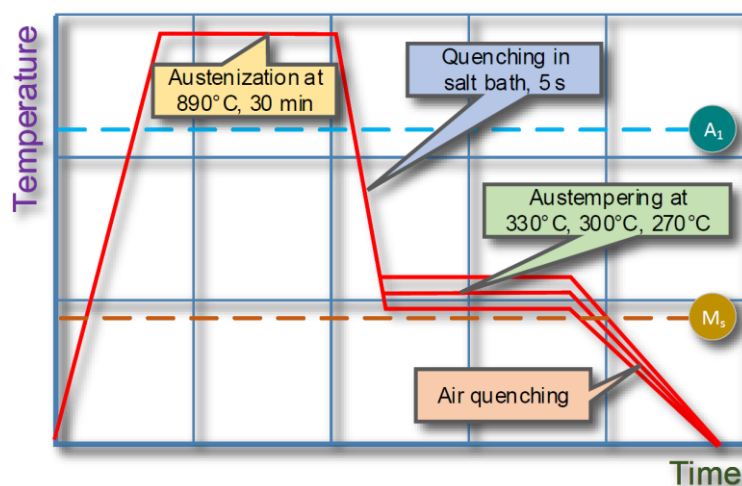 Temperature
Austenization at
890°C, 30 min
Quenching in
salt bath, 5 s
A1
Austempering at
330°C, 300°C, 270°C
Ms
Air quenching
Time